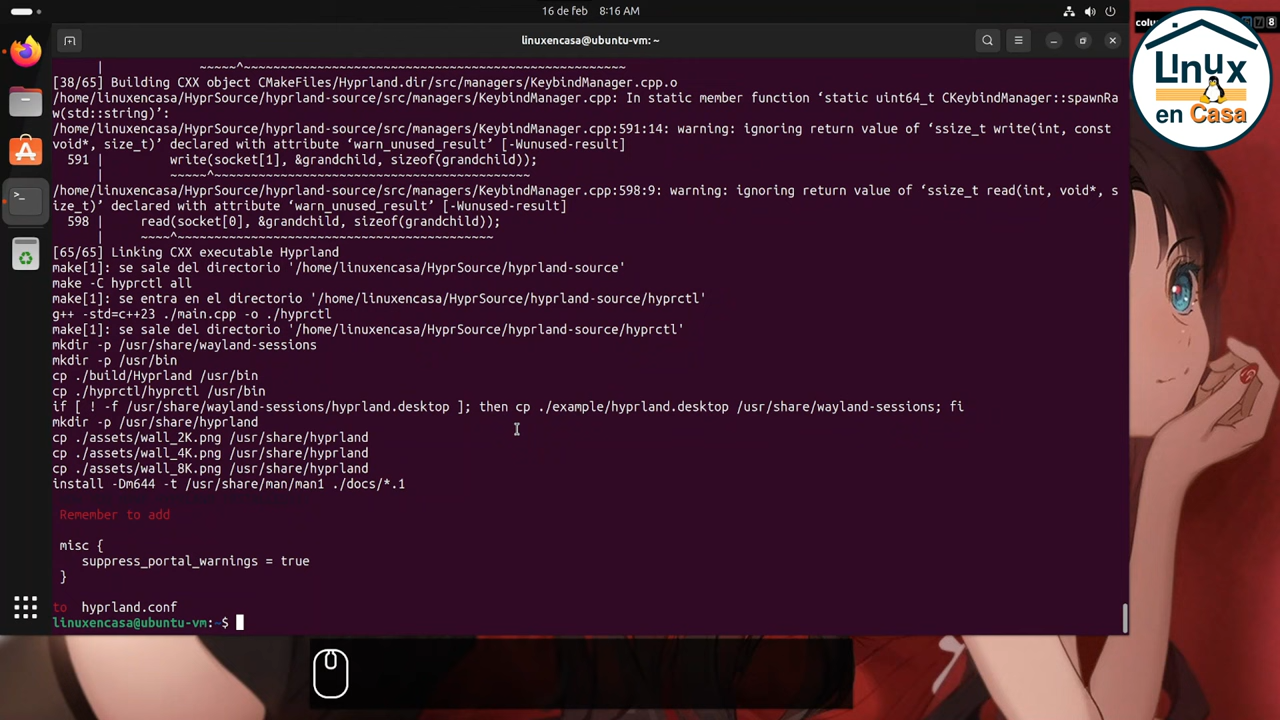 16 de feb 8:16 AM
linuxencasa@ubuntu-vm: ~
| ~~~~~^~~~~~~~~~~~~~~~~~~~~~~~~~~~~~~~~~~~~~~~~~~~~~~~
[38/65] Building CXX object CMakeFiles/Hyprland.dir/src/managers/KeybindManager.cpp.o
/home/linuxencasa/HyprSource/hyprland-source/src/managers/KeybindManager.cpp: In static member function ‘static uint64_t CKeybindManager::spawnRa
w(std::string)’:
/home/linuxencasa/HyprSource/hyprland-source/src/managers/KeybindManager.cpp:591:14: warning: ignoring return value of ‘ssize_t write(int, const
void*, size_t)’ declared with attribute ‘warn_unused_result’ [-Wunused-result]
591 | write(socket[1], &grandchild, sizeof(grandchild));
| ~~~~~^~~~~~~~~~~~~~~~~~~~~~~~~~~~~~~~~~~~~~~~~~~
/home/linuxencasa/HyprSource/hyprland-source/src/managers/KeybindManager.cpp:598:9: warning: ignoring return value of ‘ssize_t read(int, void*, s
ize_t)’ declared with attribute ‘warn_unused_result’ [-Wunused-result]
598 | read(socket[0], &grandchild, sizeof(grandchild));
| ~~~~^~~~~~~~~~~~~~~~~~~~~~~~~~~~~~~~~~~~~~~~~~~
[65/65] Linking CXX executable Hyprland
make[1]: se sale del directorio '/home/linuxencasa/HyprSource/hyprland-source'
make -C hyprctl all
make[1]: se entra en el directorio '/home/linuxencasa/HyprSource/hyprland-source/hyprctl'
g++ -std=c++23 ./main.cpp -o ./hyprctl
make[1]: se sale del directorio '/home/linuxencasa/HyprSource/hyprland-source/hyprctl'
mkdir -p /usr/share/wayland-sessions
mkdir -p /usr/bin
cp ./build/Hyprland /usr/bin
cp ./hyprctl/hyprctl /usr/bin
if [ ! -f /usr/share/wayland-sessions/hyprland.desktop ]; then cp ./example/hyprland.desktop /usr/share/wayland-sessions; fi
mkdir -p /usr/share/hyprland
cp ./assets/wall_2K.png /usr/share/hyprland
cp ./assets/wall_4K.png /usr/share/hyprland
cp ./assets/wall_8K.png /usr/share/hyprland
install -Dm644 -t /usr/share/man/man1 ./docs/*.1
Remember to add
misc {
suppress_portal_warnings = true
}
to hyprland.conf
linuxencasa@ubuntu-vm:~$
8
Linux
en Casa